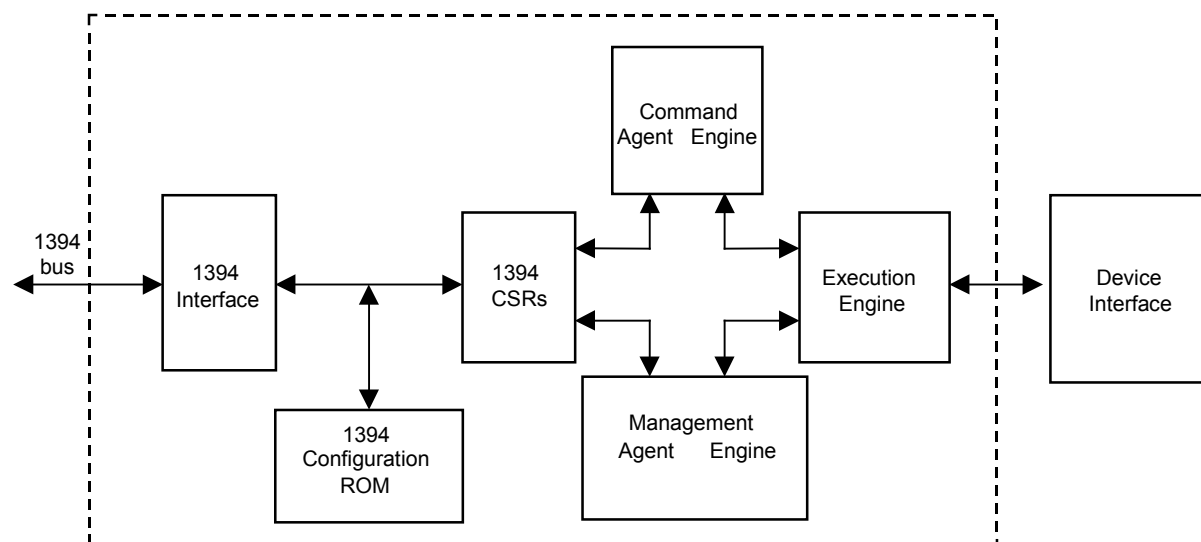 1394
bus
1394
Interface
1394
Configuration
ROM
1394
CSRs
Command
Agent Engine
Management
Agent Engine
Execution
Engine
Device
Interface